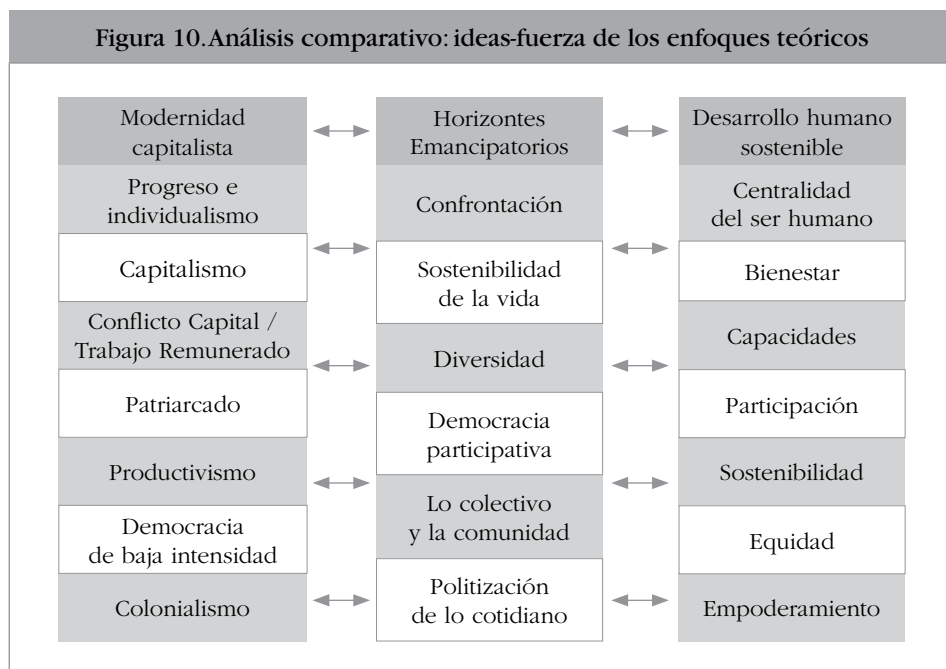 Figura 10. Análisis comparativo: ideas-fuerza de los enfoques teóricos
Modernidad
capitalista
Progreso e
individualismo
Capitalismo
Conflicto Capital /
Trabajo Remunerado
Patriarcado
Productivismo
Democracia
de baja intensidad
Colonialismo
Horizontes
Emancipatorios
Confrontación
Sostenibilidad
de la vida
Diversidad
Democracia
participativa
Lo colectivo
y la comunidad
Politización
de lo cotidiano
Desarrollo humano
sostenible
Centralidad
del ser humano
Bienestar
Capacidades
Participación
Sostenibilidad
Equidad
Empoderamiento